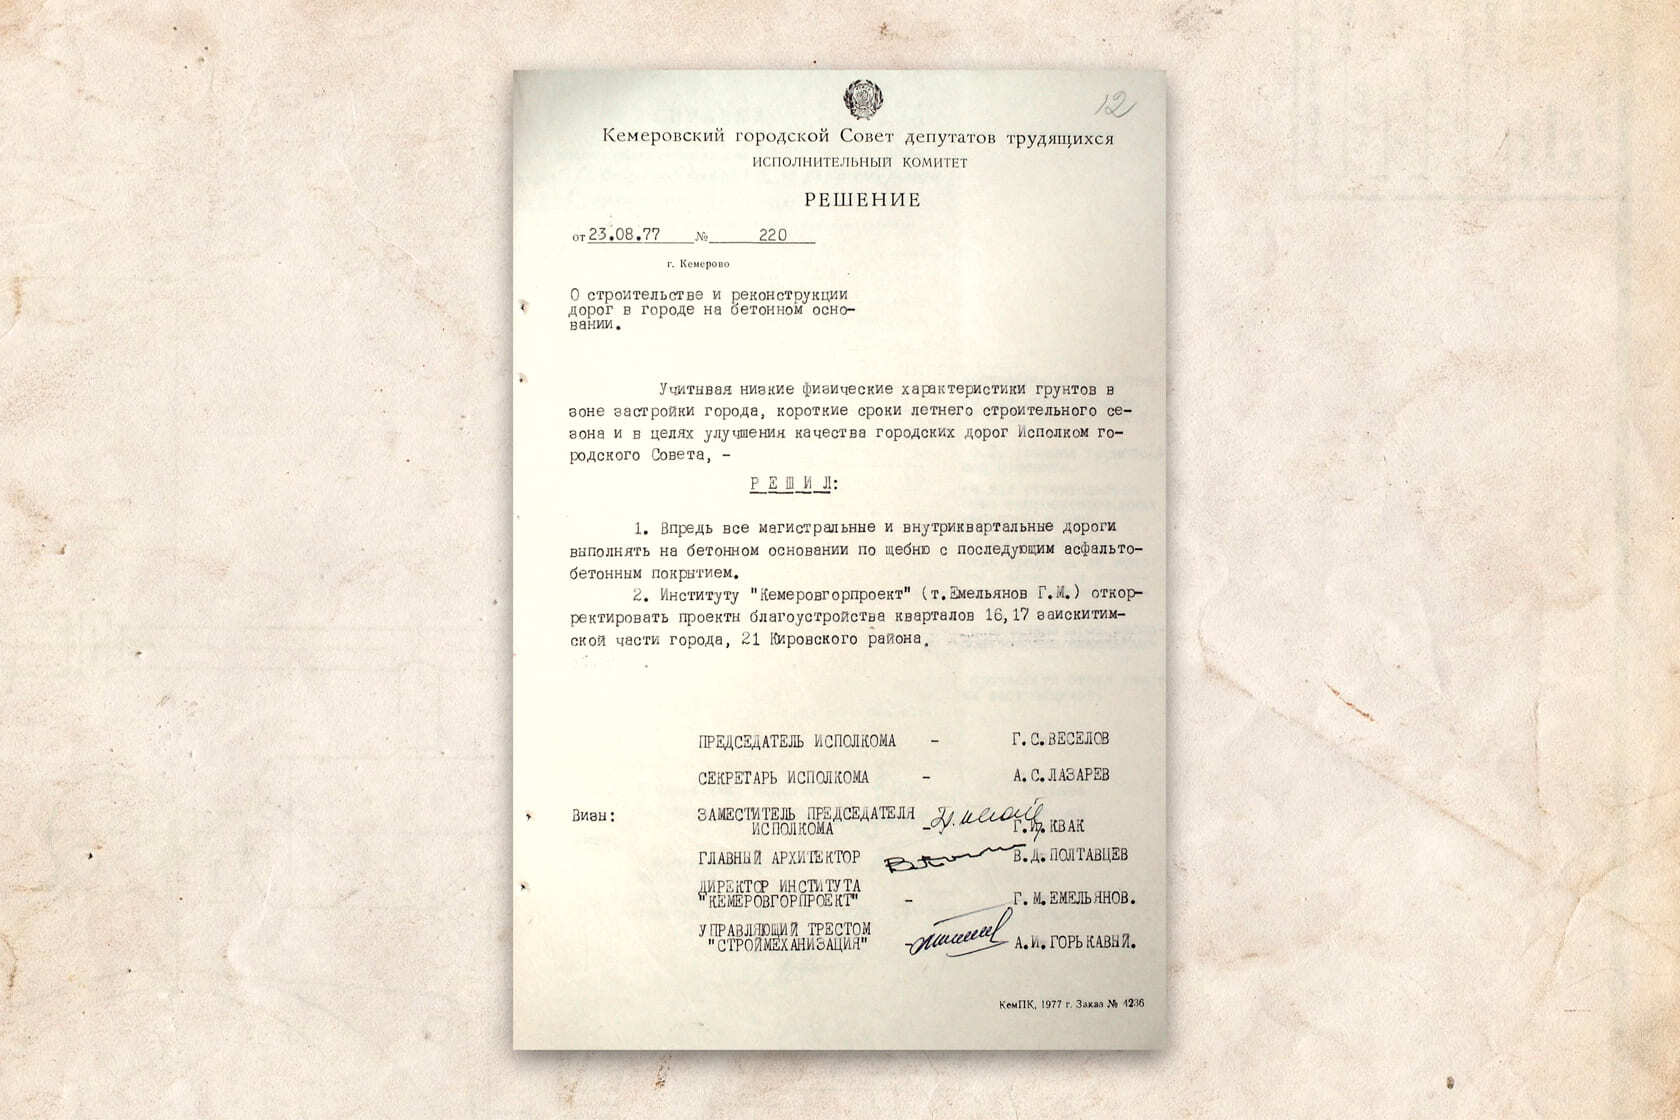 12
Кемеровский городской Совет депутатов трудящихся
ИСПОЛНИТЕЛЬНЫЙ КОМИТЕТ
РЕШЕНИЕ
от 23.08.77 № 220
г. Кемерово
О строительстве и реконструкции
дорог в городе на бетонном осно-
вании.
Учитывая низкие физические характеристики грунтов в
зоне застройки города, короткие сроки летнего строительного се-
зона и в целях улучшения качества городских дорог Исполком го-
родского Совета, -
Р Е Ш И Л:
1. Впредь все магистральные и внутриквартальные дороги
выполнять на бетонном основании по щебню с последующим асфальто-
бетонным покрытием.
2. Институту "Кемеровгорпроект" (т.Емельянов Г.М.) откор-
ректировать проекты благоустройства кварталов 16,17 заискитим-
ской части города, 21 Кировского района.
ПРЕДСЕДАТЕЛЬ ИСПОЛКОМА - Г.С.ВЕСЕЛОВ
СЕКРЕТАРЬ ИСПОЛКОМА - А.С.ЛАЗАРЕВ
Визы: ЗАМЕСТИТЕЛЬ ПРЕДСЕДАТЕЛЯ
ИСПОЛКОМА - Г.И.КВАК
ГЛАВНЫЙ АРХИТЕКТОР В.Д.ПОЛТАВЦЕВ
ДИРЕКТОР ИНСТИТУТА
"КЕМЕРОВГОРПРОЕКТ" - Г.М.ЕМЕЛЬЯНОВ.
УПРАВЛЯЮЩИЙ ТРЕСТОМ
"СТРОЙМЕХАНИЗАЦИЯ" - А.И.ГОРЬКАВЫЙ.
КемПК, 1977 г. Заказ № 4236